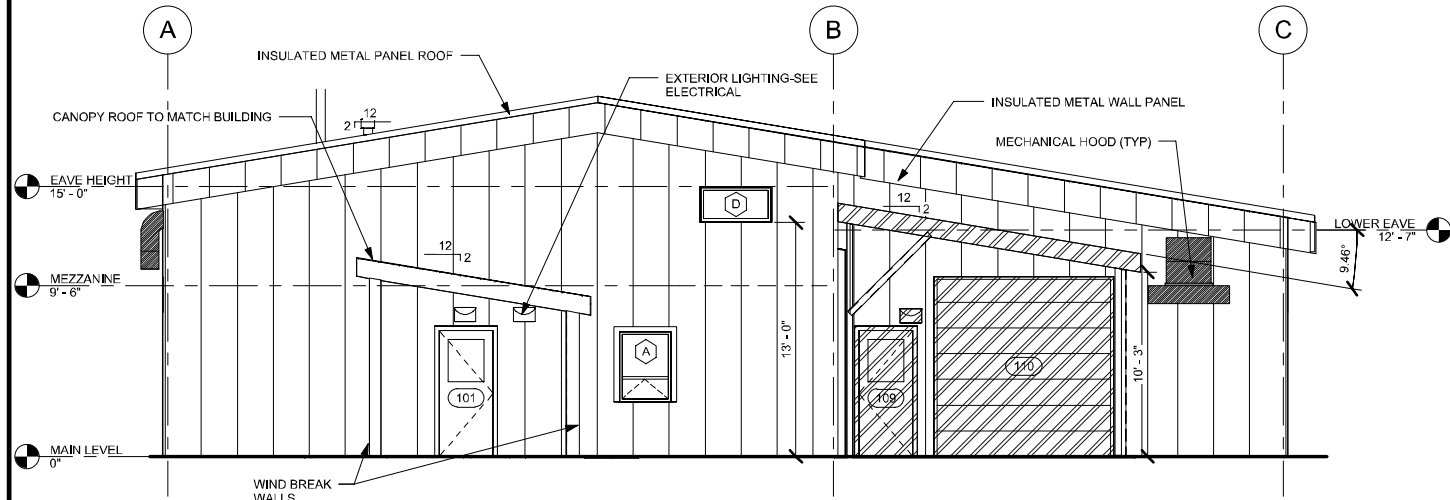 A
B
C
INSULATED METAL PANEL ROOF
EXTERIOR LIGHTING-SEE
ELECTRICAL
CANOPY ROOF TO MATCH BUILDING
12
2
INSULATED METAL WALL PANEL
MECHANICAL HOOD (TYP)
EAVE HEIGHT
15' - 0"
D
12
2
LOWER EAVE
12' - 7"
12
2
9.46°
MEZZANINE
9' - 6"
13' - 0"
A
10' - 3"
110
101
109
MAIN LEVEL
0"
WIND BREAK
WALLS